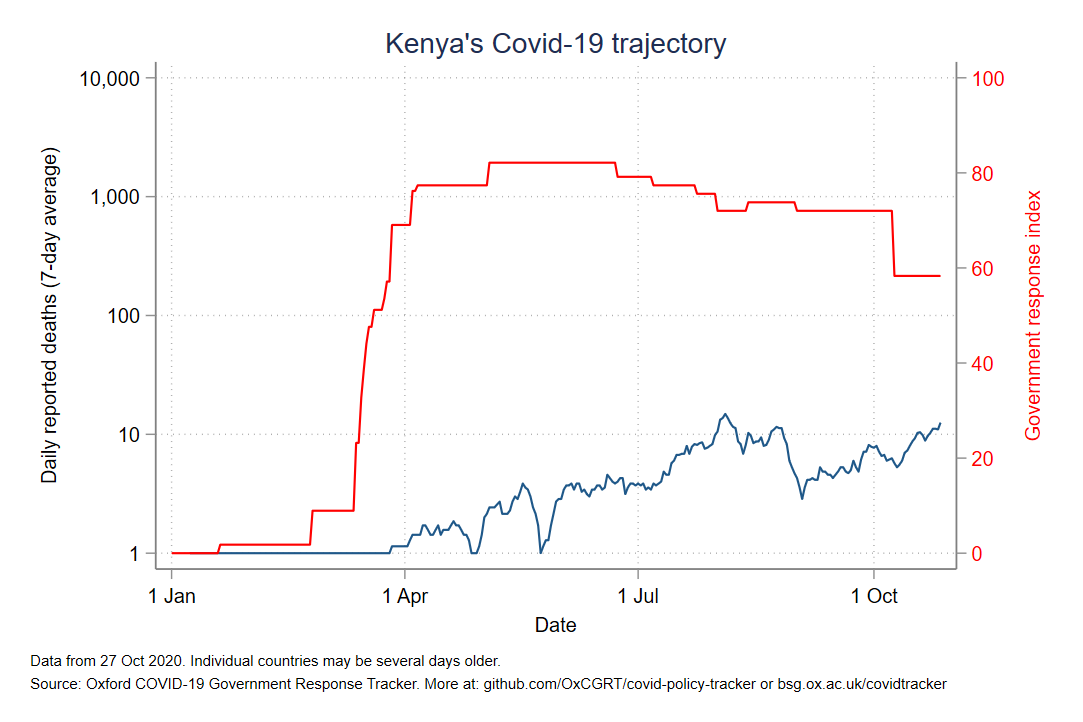 Kenya's Covid-19 trajectory
Daily reported deaths (7-day average)
10,000
1,000
100
10
1
100
80
60
40
20
0
Government response index
1 Jan
1 Apr
1 Jul
1 Oct
Date
Data from 27 Oct 2020. Individual countries may be several days older.
Source: Oxford COVID-19 Government Response Tracker. More at: github.com/OxCGRT/covid-policy-tracker or bsg.ox.ac.uk/covidtracker